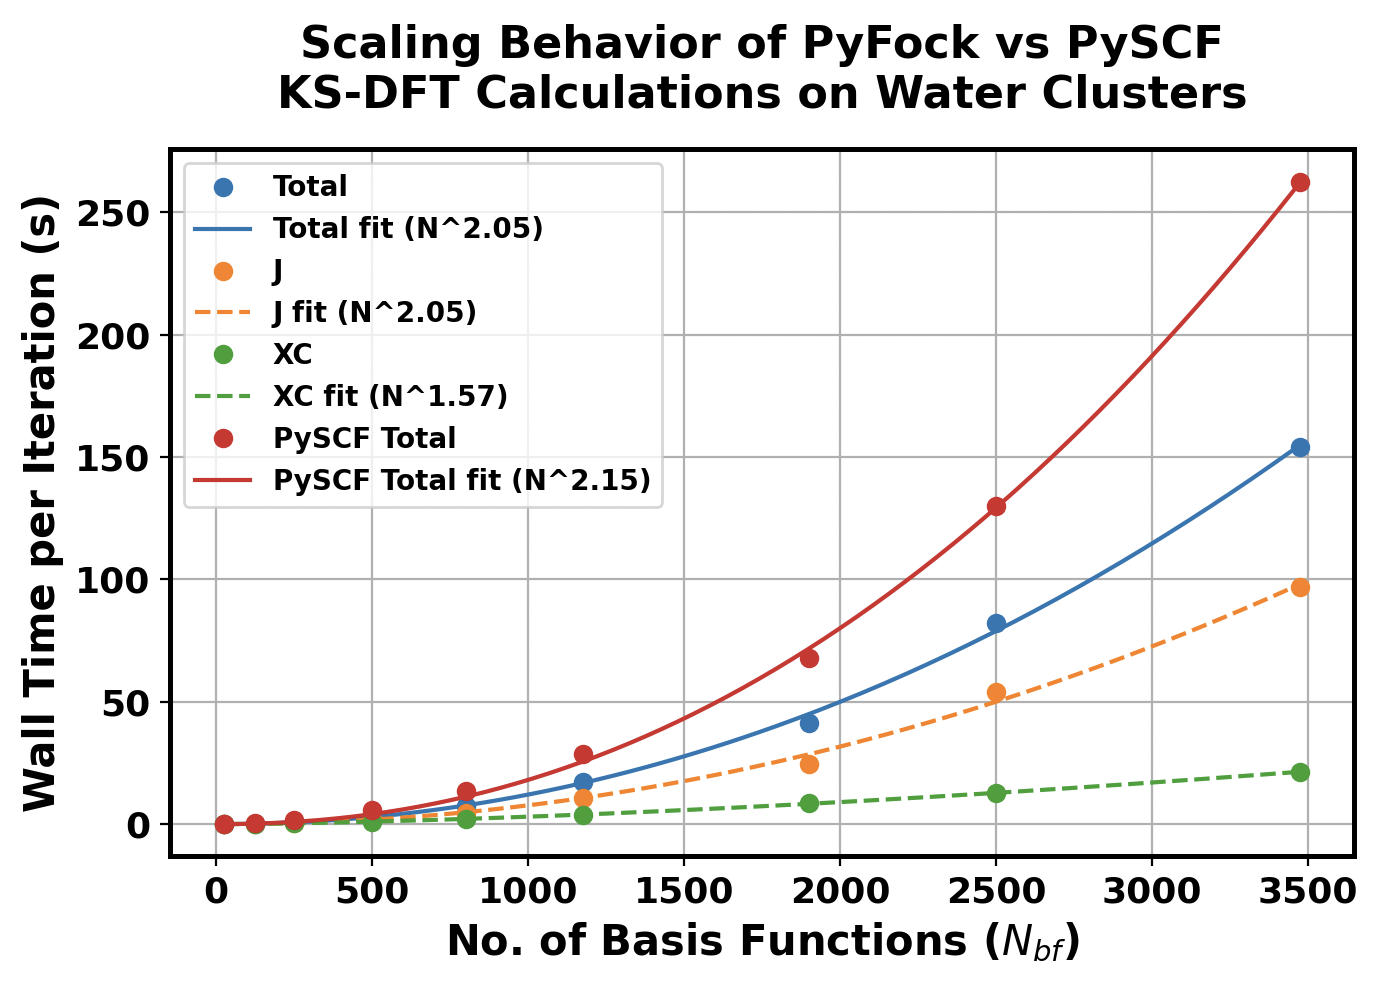 Scaling Behavior of PyFock vs PySCF
KS-DFT Calculations on Water Clusters
Total
Total fit (N^2.05)
J
J fit (N^2.05)
XC
XC fit (N^1.57)
PySCF Total
PySCF Total fit (N^2.15)
Wall Time per Iteration (s)
250
200
150
100
50
0
0 500 1000 1500 2000 2500 3000 3500
No. of Basis Functions (N_{bf})